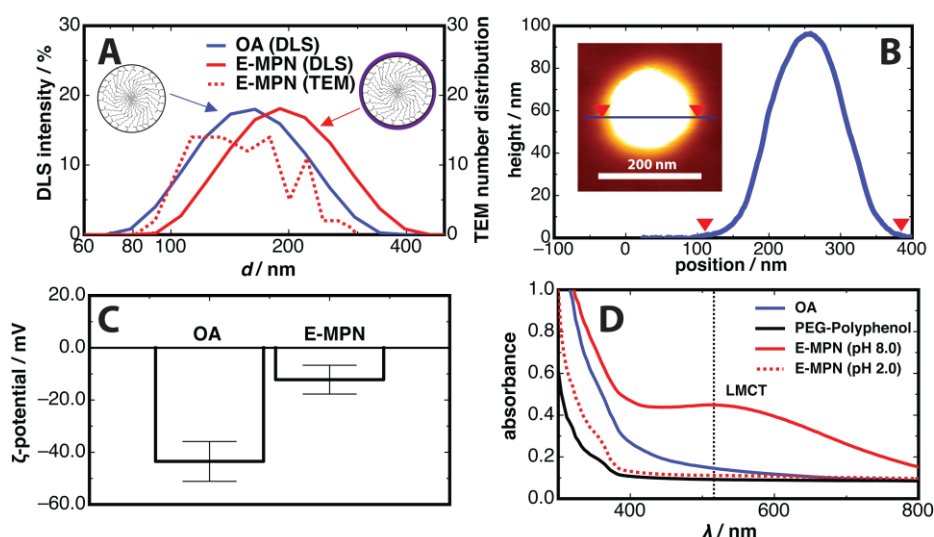 A
OA (DLS)
E-MPN (DLS)
E-MPN (TEM)
DLS intensity / %
30
20
10
0
TEM number distribution
30
20
10
0
60 80 100 200 400
d / nm
B
height / nm
100
80
60
40
20
0
200 nm
−100 0 100 200 300 400
position / nm
C
OA E-MPN
ζ-potential / mV
20.0
0.0
−20.0
−40.0
−60.0
D
OA
PEG-Polyphenol
E-MPN (pH 8.0)
E-MPN (pH 2.0)
LMCT
absorbance
1.0
0.8
0.6
0.4
0.2
0.0
400 600 800
λ / nm